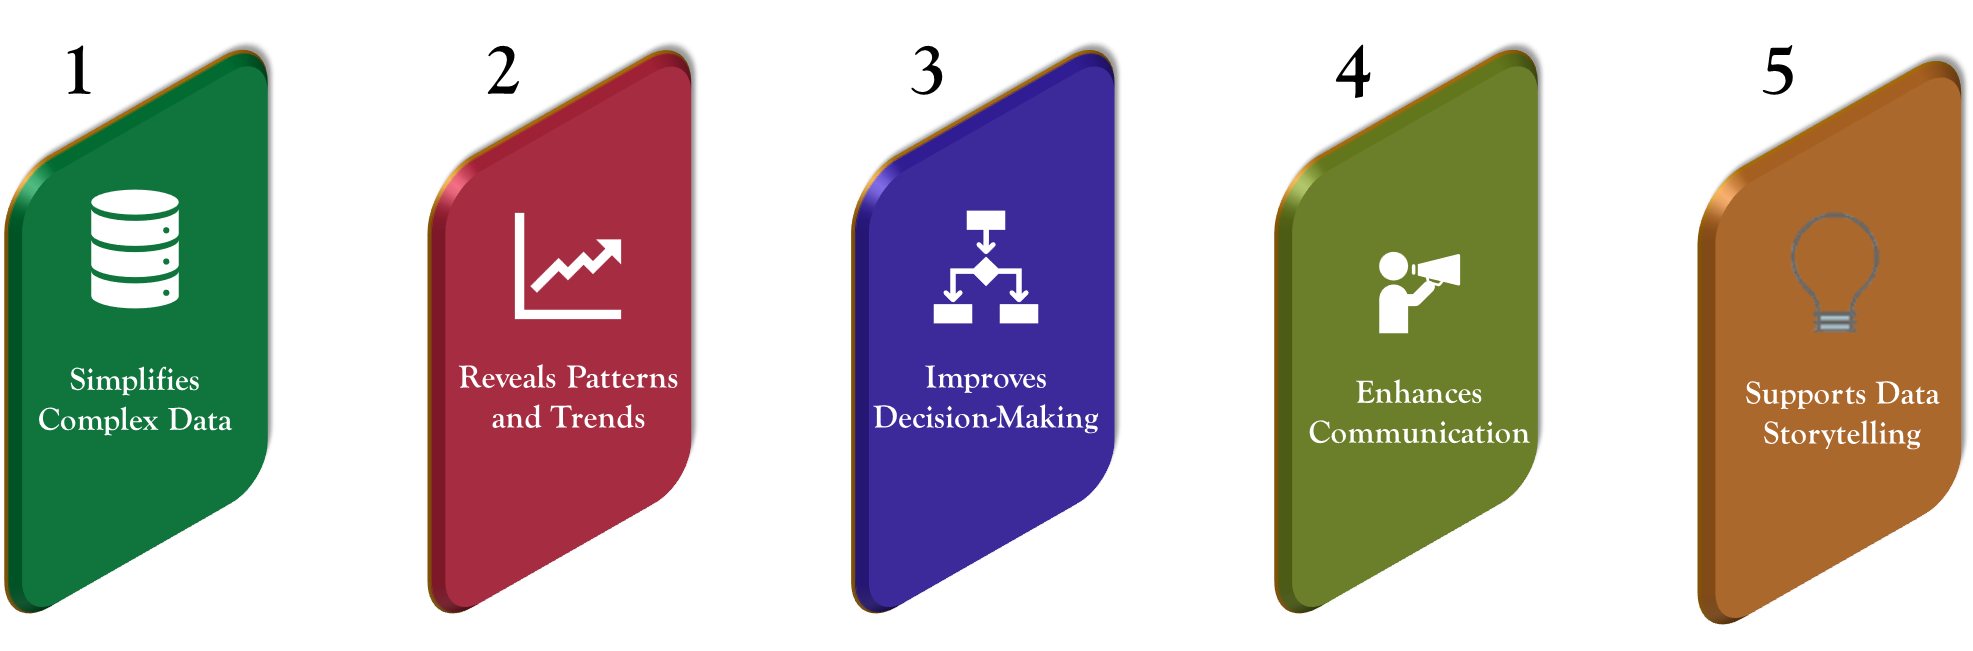 1
Simplifies
Complex Data
2
Reveals Patterns
and Trends
3
Improves
Decision-Making
4
Enhances
Communication
5
Supports Data
Storytelling